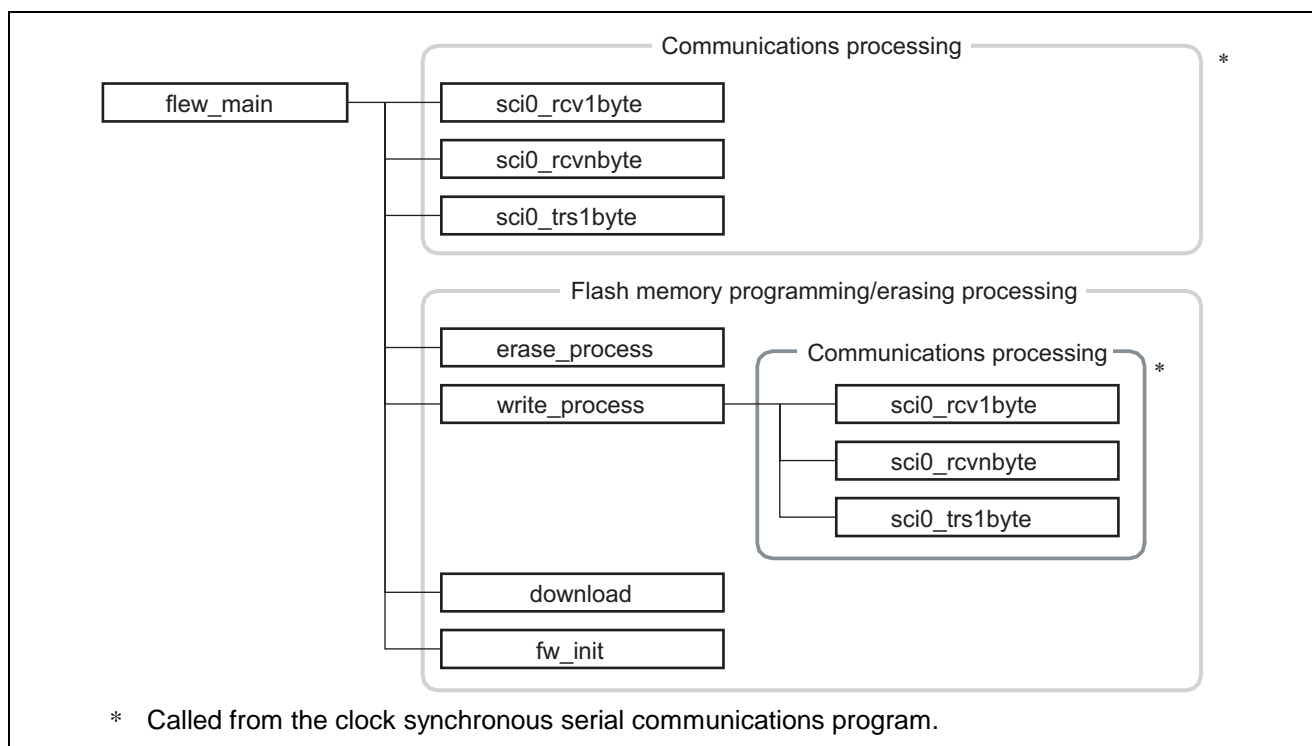 Communications processing
*
flew_main
sci0_rcv1byte
sci0_rcvnbyte
sci0_trs1byte
Flash memory programming/erasing processing
erase_process
Communications processing
*
write_process
sci0_rcv1byte
sci0_rcvnbyte
sci0_trs1byte
download
fw_init
* Called from the clock synchronous serial communications program.